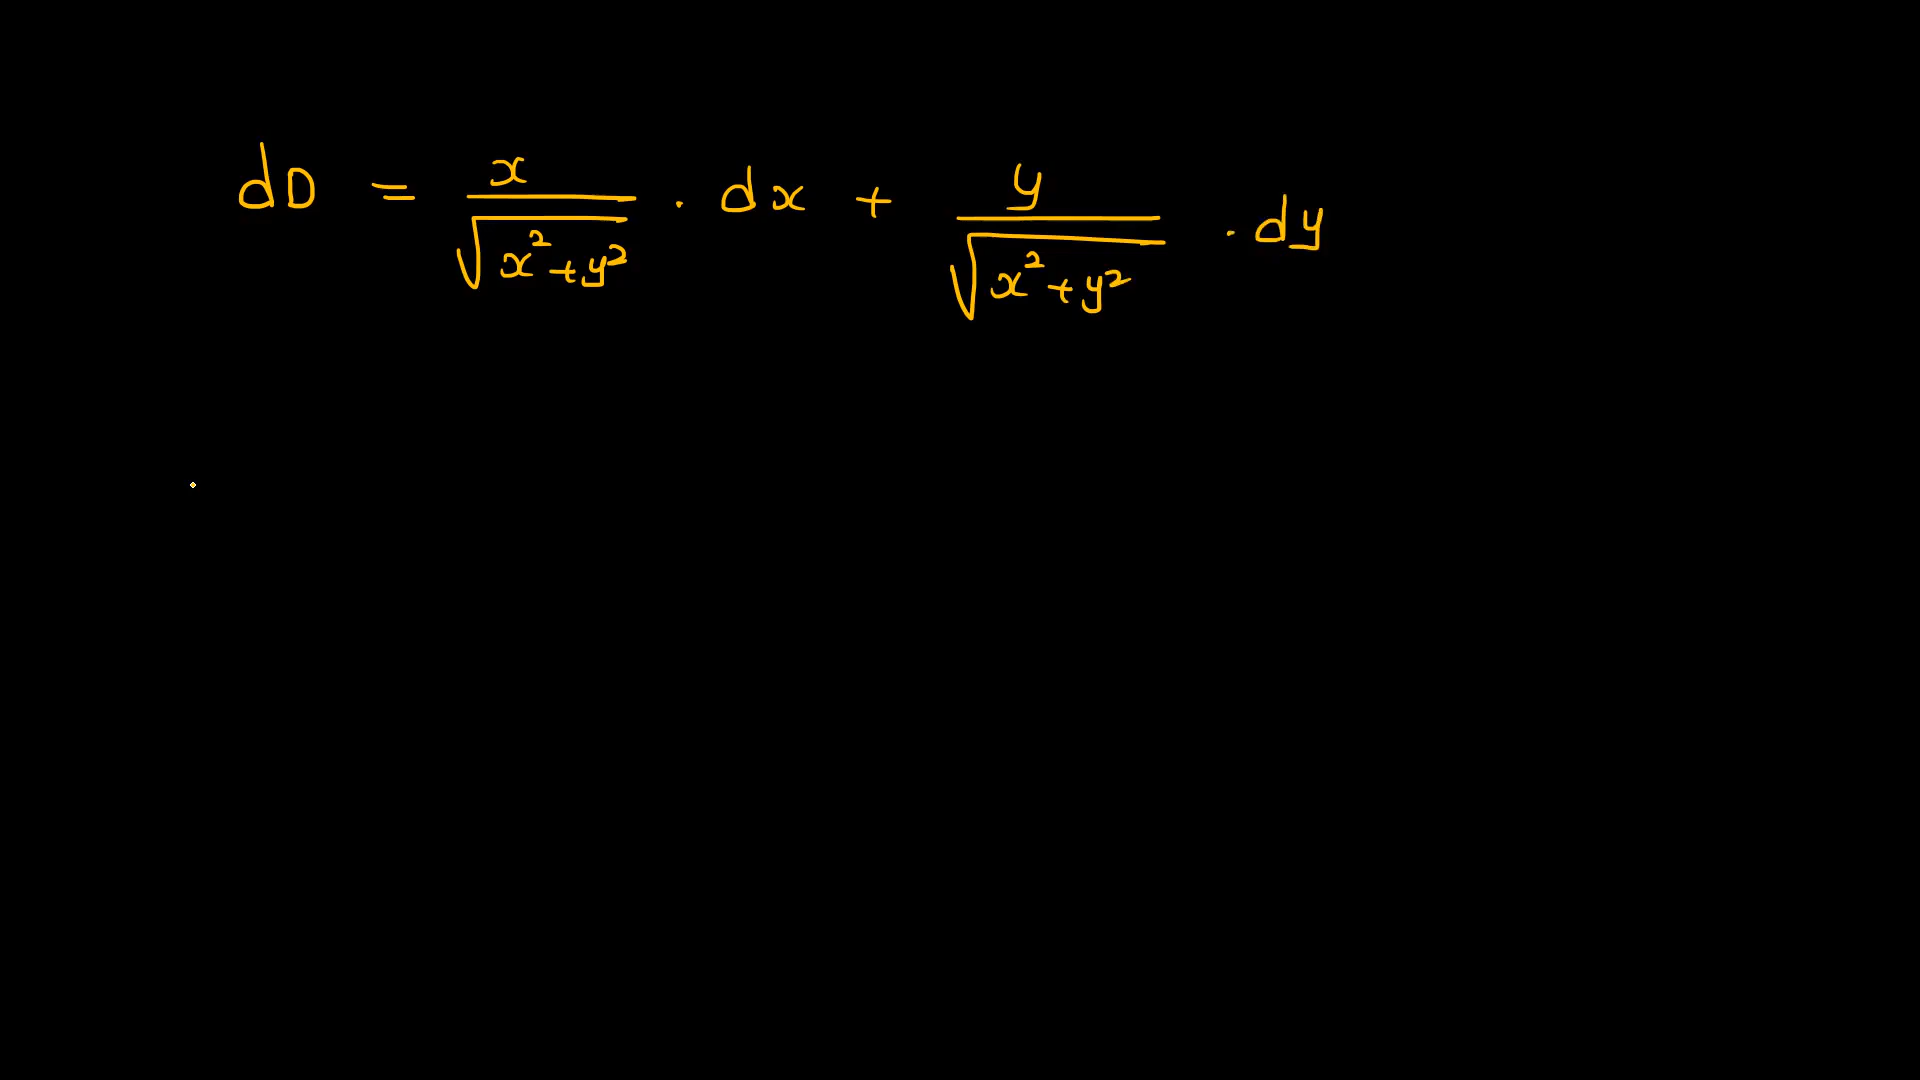 dD = x/√(x²+y²) · dx + y/√(x²+y²) · dy